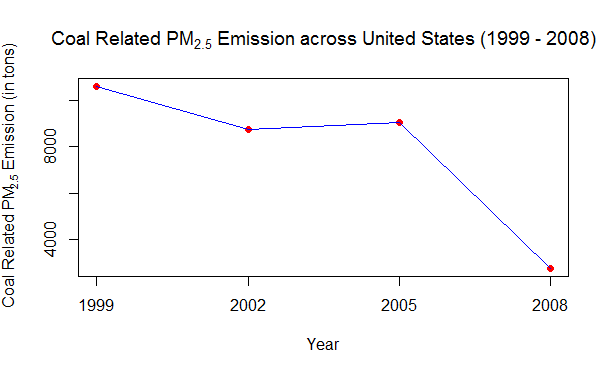 Coal Related PM2.5 Emission across United States (1999 - 2008)
Coal Related PM2.5 Emission (in tons)
8000
4000
1999 2002 2005 2008
Year